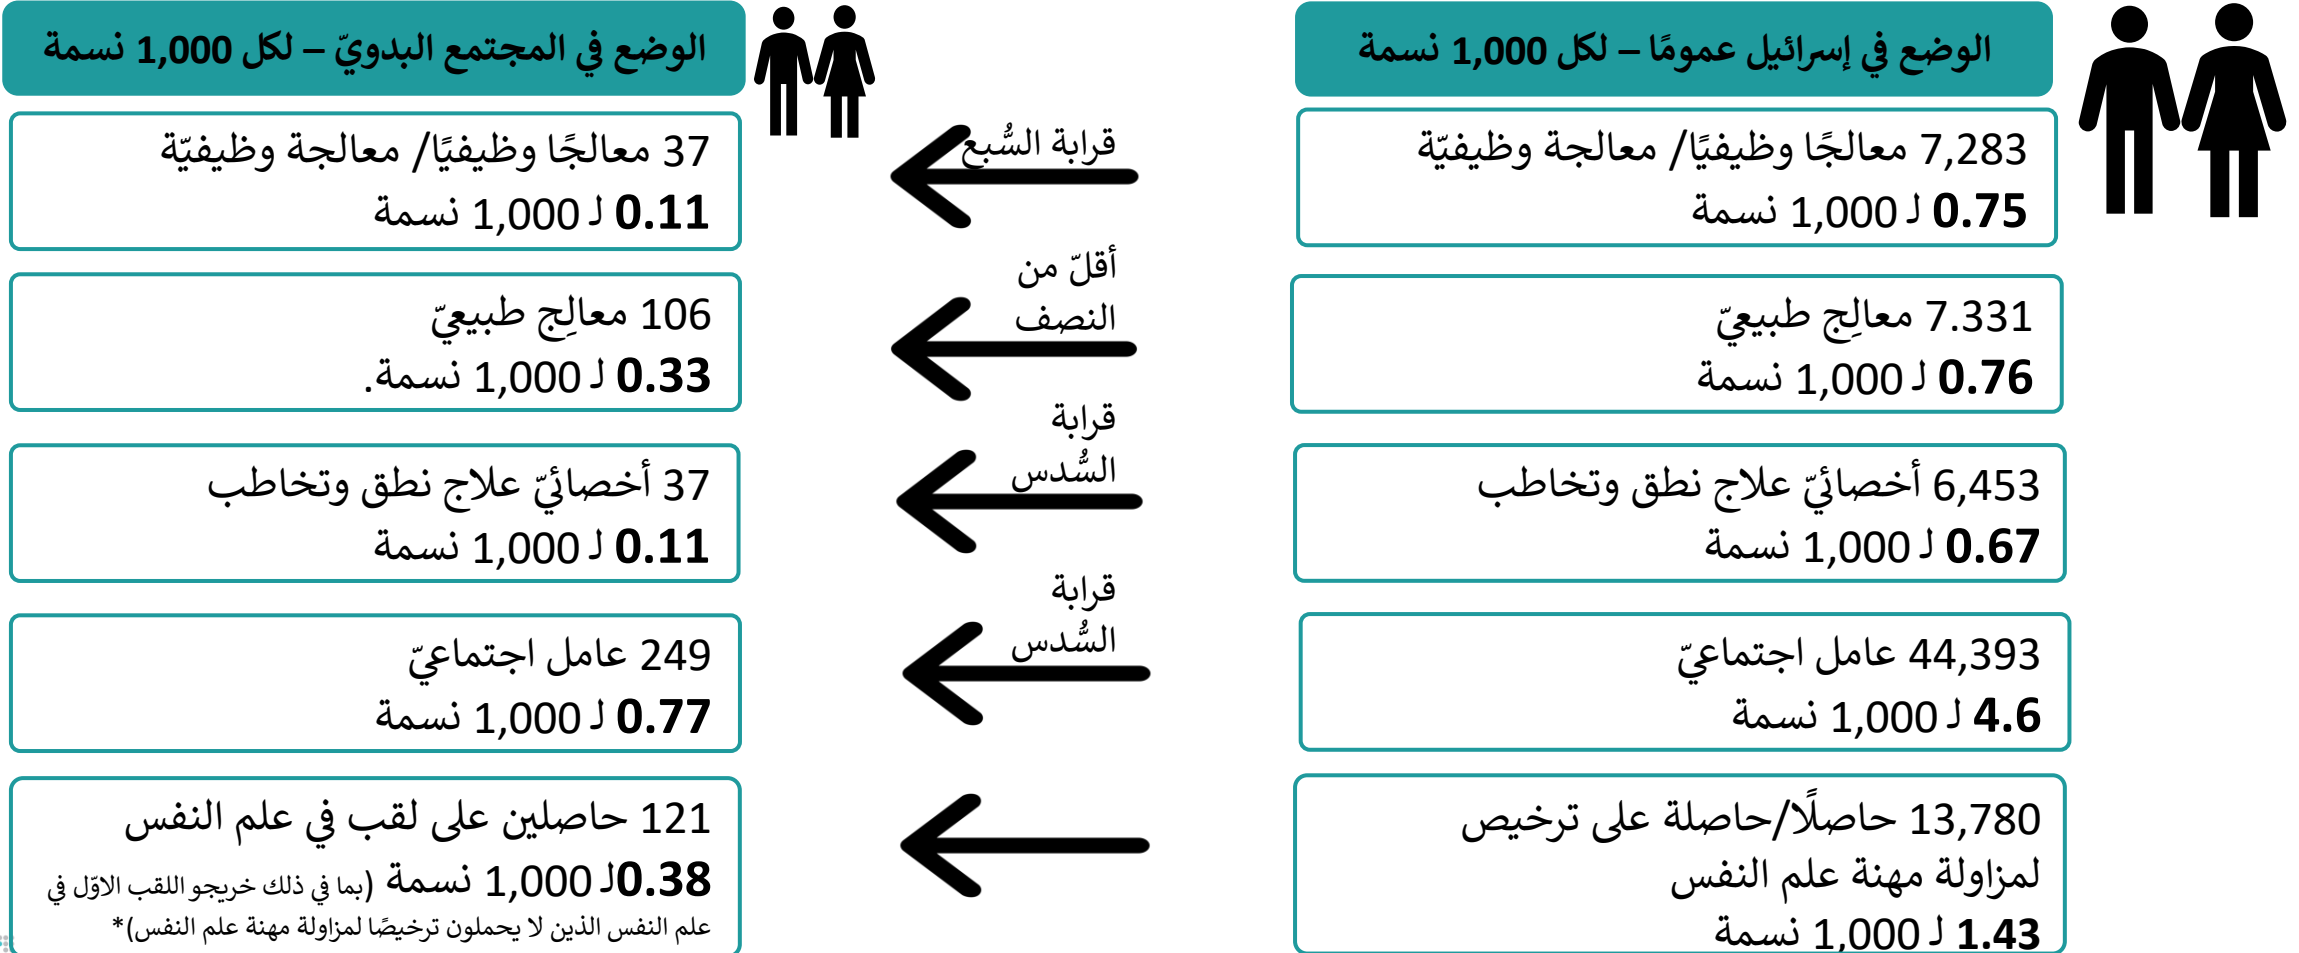 الوضع في إسرائيل عمومًا – لكل 1,000 نسمة
7,283 معالجًا وظيفيًا/ معالجة وظيفيّة
0.75 لـ 1,000 نسمة
7.331 معالِج طبيعيّ
0.76 لـ 1,000 نسمة
6,453 أخصائيّ علاج نطق وتخاطب
0.67 لـ 1,000 نسمة
44,393 عامل اجتماعيّ
4.6 لـ 1,000 نسمة
13,780 حاصلًا/حاصلة على ترخيص
لمزاولة مهنة علم النفس
1.43 لـ 1,000 نسمة
قرابة السُّبع
أقلّ من
النصف
قرابة
السُّدس
قرابة
السُّدس
الوضع في المجتمع البدويّ – لكل 1,000 نسمة
37 معالجًا وظيفيًا/ معالجة وظيفيّة
0.11 لـ 1,000 نسمة
106 معالِج طبيعيّ
0.33 لـ 1,000 نسمة.
37 أخصائيّ علاج نطق وتخاطب
0.11 لـ 1,000 نسمة
249 عامل اجتماعيّ
0.77 لـ 1,000 نسمة
121 حاصلين على لقب في علم النفس
0.38لـ 1,000 نسمة (بما في ذلك خريجو اللقب الاوّل في
علم النفس الذين لا يحملون ترخيصًا لمزاولة مهنة علم النفس)*